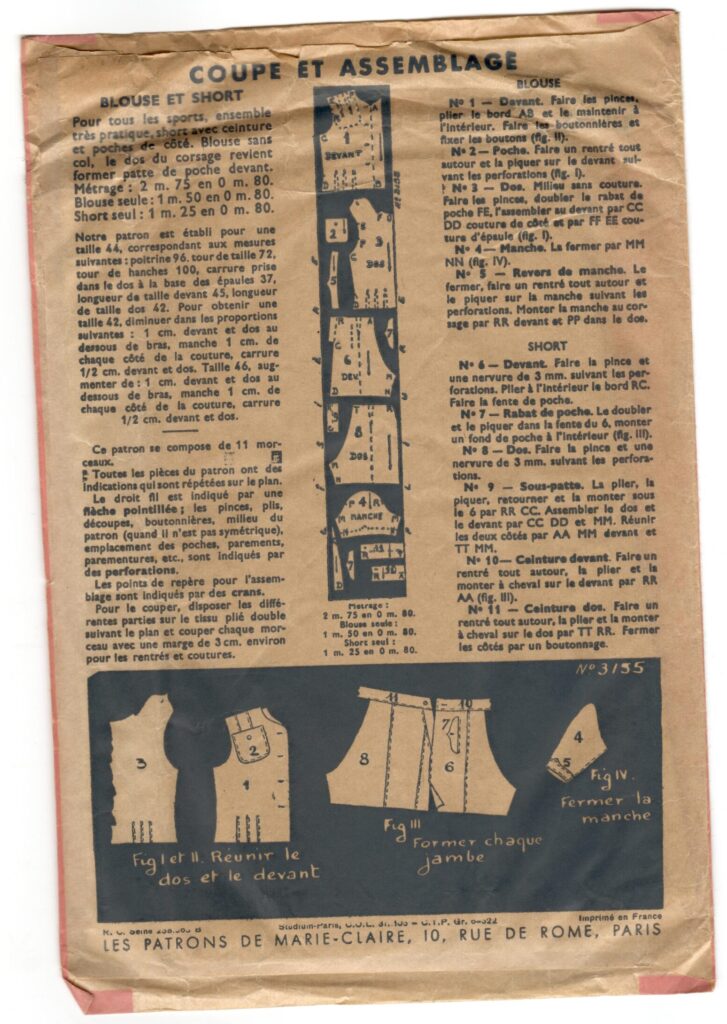 COUPE ET ASSEMBLAGE
BLOUSE ET SHORT
Pour tous les sports, ensemble
très pratique, short avec ceinture
et poches de côté. Blouse sans
col, le dos du corsage revient
former patte de poche devant.
Métrage : 2 m. 75 en 0 m. 80.
Blouse seule : 1 m. 50 en 0 m. 80.
Short seul : 1 m. 25 en 0 m. 80.
Notre patron est établi pour une
taille 44, correspondant aux mesures
suivantes : poitrine 96, tour de taille 72,
tour de hanches 100, carrure prise
dans le dos à la base des épaules 37,
longueur de taille devant 45, longueur
de taille dos 42. Pour obtenir une
taille 42, diminuer dans les proportions
suivantes : 1 cm. devant et dos au
dessous de bras, manche 1 cm. de
chaque côté de la couture, carrure
1/2 cm. devant et dos. Taille 46, aug-
menter de : 1 cm. devant et dos au
dessous de bras, manche 1 cm. de
chaque côté de la couture, carrure
1/2 cm. devant et dos.
Ce patron se compose de 11 mor-
ceaux.
Toutes les pièces du patron ont des
indications qui sont répétées sur le plan.
Le droit fil est indiqué par une
flèche pointillée ; les pinces, plis,
découpes, boutonnières, milieu du
patron (quand il n'est pas symétrique),
emplacement des poches, parements,
parementures, etc., sont indiqués par
des perforations.
Les points de repère pour l'assem-
blage sont indiqués par des crans.
Pour le couper, disposer les diffé-
rentes parties sur le tissu plié double
suivant le plan et couper chaque mor-
ceau avec une marge de 3 cm. environ
pour les rentrés et coutures.
1
DEVANT
2
3
DOS
5
6
DEV.
7
8
DOS
4
MANCHE
Métrage :
2 m. 75 en 0 m. 80.
Blouse seule :
1 m. 50 en 0 m. 80.
Short seul :
1 m. 25 en 0 m. 80.
BLOUSE
N° 1 — Devant. Faire les pinces,
plier le bord AB et le maintenir à
l'intérieur. Faire les boutonnières et
fixer les boutons (fig. II).
N° 2 — Poche. Faire un rentré tout
autour et la piquer sur le devant sui-
vant les perforations (fig. I).
N° 3 — Dos. Milieu sans couture.
Faire les pinces, doubler le rabat de
poche FE, l'assembler au devant par CC
DD couture de côté et par FF EE cou-
ture d'épaule (fig. I).
N° 4 — Manche. La fermer par MM
NN (fig. IV).
N° 5 — Revers de manche. Le
fermer, faire un rentré tout autour et
le piquer sur la manche suivant les
perforations. Monter la manche au cor-
sage par RR devant et PP dans le dos.
SHORT
N° 6 — Devant. Faire la pince et
une nervure de 3 mm. suivant les per-
forations. Plier à l'intérieur le bord RC.
Faire la fente de poche.
N° 7 — Rabat de poche. Le doubler
et le piquer dans la fente du 6, monter
un fond de poche à l'intérieur (fig. III).
N° 8 — Dos. Faire la pince et une
nervure de 3 mm. suivant les perfora-
tions.
N° 9 — Sous-patte. La plier, la
piquer, retourner et la monter sous
le 6 par RR CC. Assembler le dos et
le devant par CC DD et MM. Réunir
les deux côtés par AA MM devant et
TT MM.
N° 10 — Ceinture devant. Faire un
rentré tout autour, la plier et la
monter à cheval sur le devant par RR
AA (fig. III).
N° 11 — Ceinture dos. Faire un
rentré tout autour, la plier et la monter
à cheval sur le dos par TT RR. Fermer
les côtés par un boutonnage.
N° 3155
3
2
1
11
10
8
7
6
4
5
Fig I et II. Réunir le
dos et le devant
Fig III
Former chaque
jambe
Fig IV.
Fermer la
manche
R. C. Seine
Studium-Paris,
Imprimé en France
LES PATRONS DE MARIE-CLAIRE, 10, RUE DE ROME, PARIS